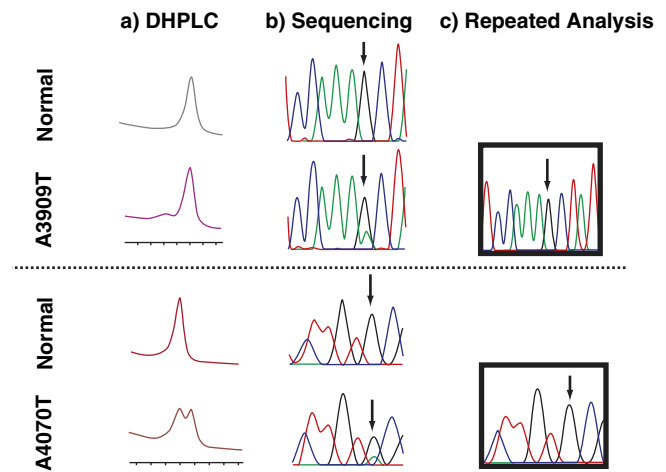 a) DHPLC b) Sequencing c) Repeated Analysis
Normal
A3909T
Normal
A4070T